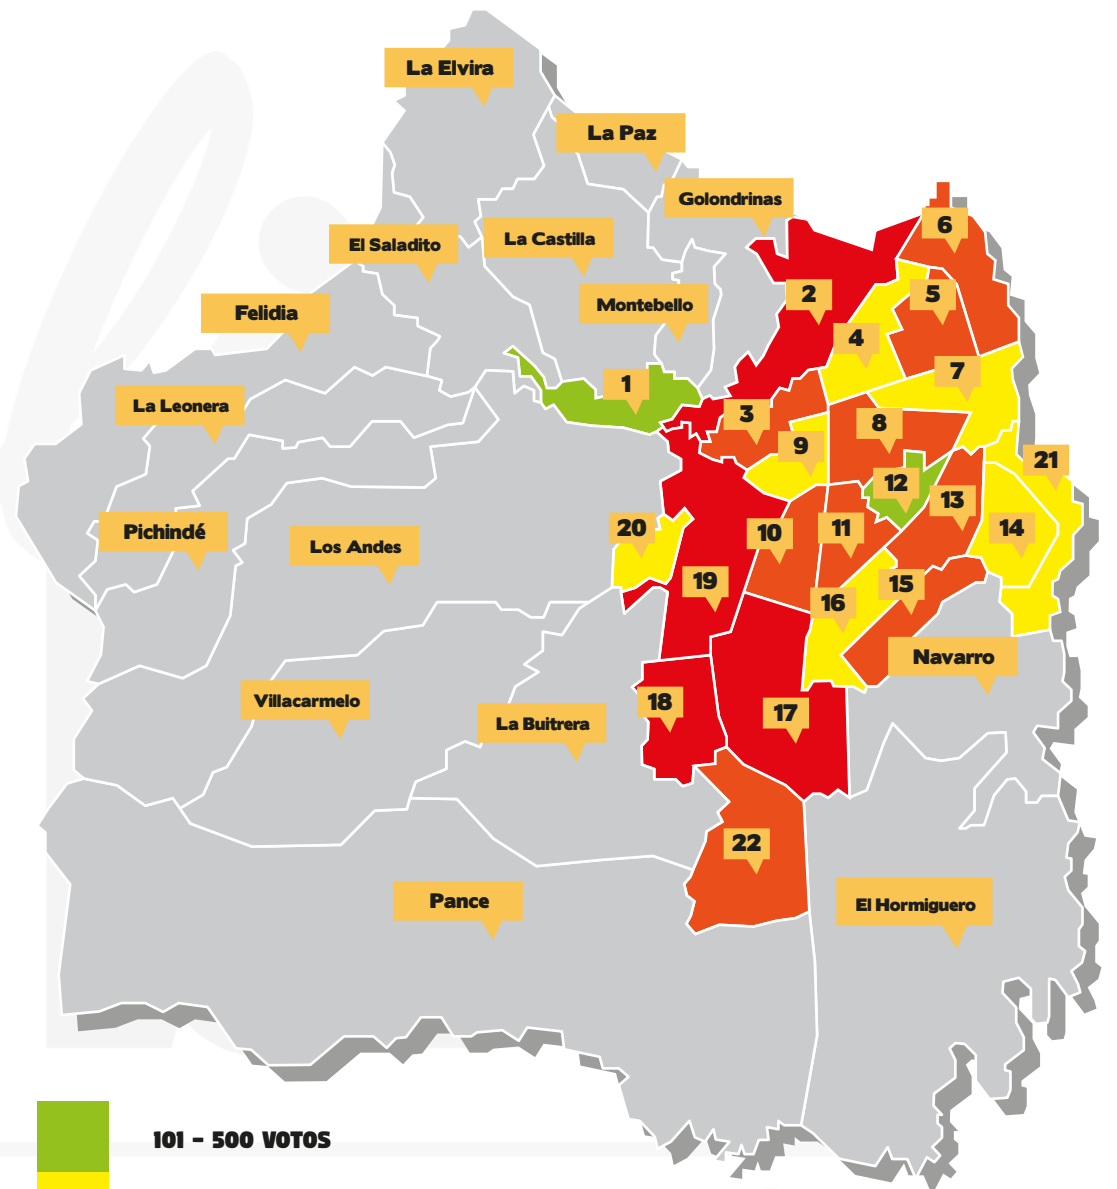 La Elvira
La Paz
Golondrinas
6
El Saladito
La Castilla
2
5
Felidia
Montebello
4
7
La Leonera
1
3
8
9
21
12
13
Pichindé
Los Andes
20
10
11
14
19
15
16
Navarro
Villacarmelo
La Buitrera
18
17
22
Pance
El Hormiguero
101 - 500 VOTOS